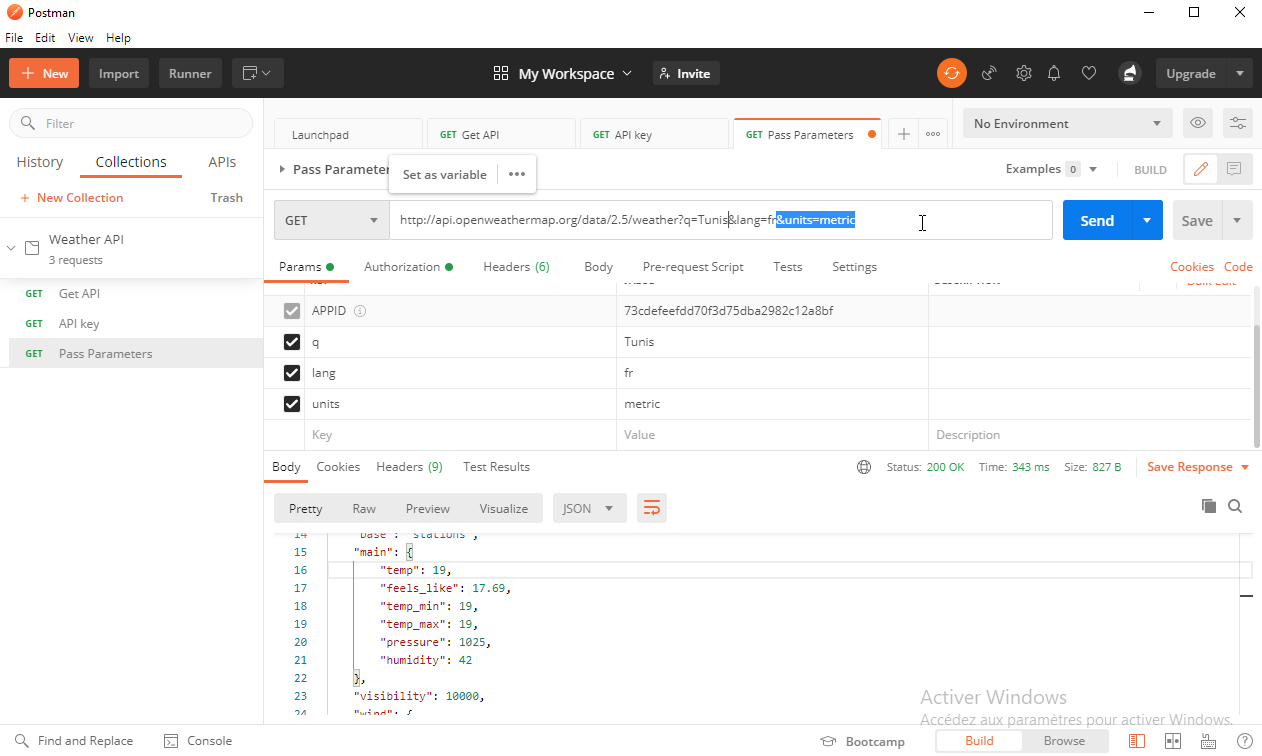 Postman
File Edit View Help
New Import Runner My Workspace Invite Upgrade
Filter
Launchpad GET Get API GET API key GET Pass Parameters No Environment
History Collections APIs
Pass Parameter Set as variable Examples 0 BUILD
New Collection Trash
GET http://api.openweathermap.org/data/2.5/weather?q=Tunis&lang=fr&units=metric Send Save
Weather API
3 requests
Params Authorization Headers (6) Body Pre-request Script Tests Settings Cookies Code
GET Get API
GET API key
GET Pass Parameters
APPID 73cdefeefdd70f3d75dba2982c12a8bf
q Tunis
lang fr
units metric
Key Value Description
Body Cookies Headers (9) Test Results Status: 200 OK Time: 343 ms Size: 827 B Save Response
Pretty Raw Preview Visualize JSON
14 "base": "stations",
15 "main": {
16 "temp": 19,
17 "feels_like": 17.69,
18 "temp_min": 19,
19 "temp_max": 19,
20 "pressure": 1025,
21 "humidity": 42
22 },
23 "visibility": 10000,
24 "wind": {
Activer Windows
Accédez aux paramètres pour activer Windows.
Find and Replace Console Bootcamp Build Browse